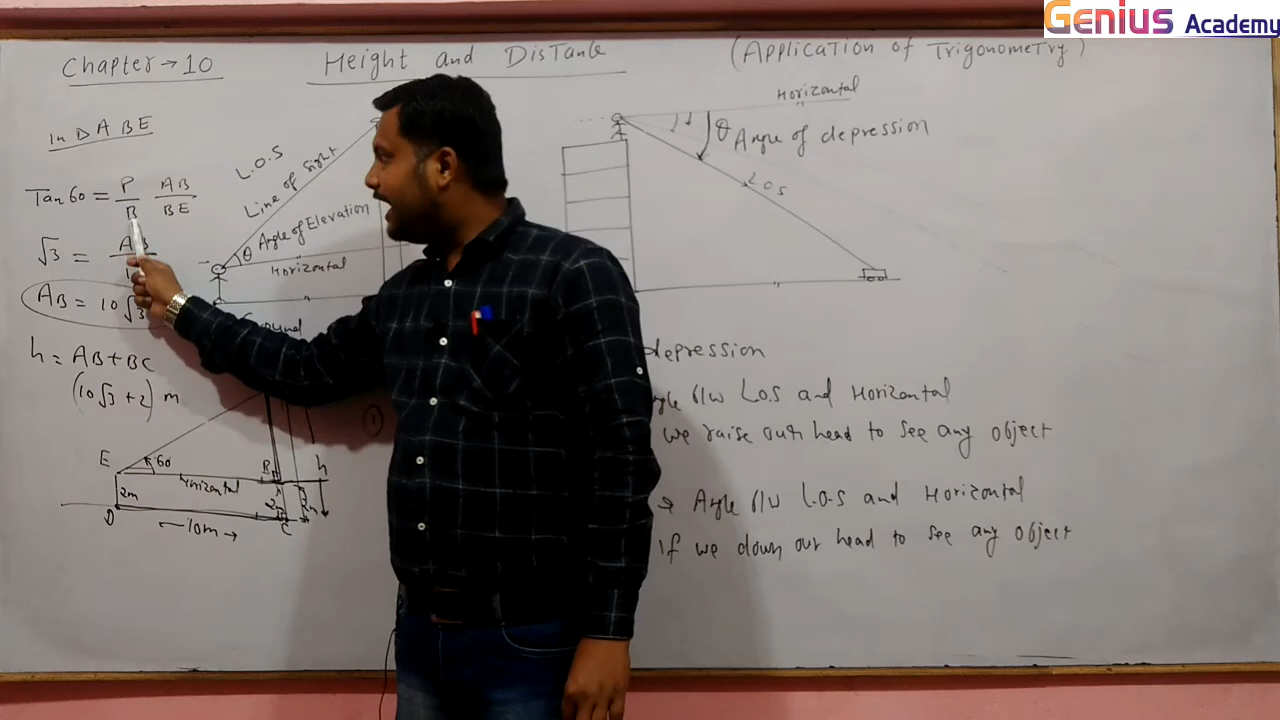 Genius Academy
Chapter → 10
Height and Distance
(Application of Trigonometry)
In Δ A B E
Tan 60 = P/B AB/BE
√3 =
AB = 10√3
h = AB + BC
(10√3 + 2) m
L.O.S
Line of sight
θ Angle of Elevation
Horizontal
Ground
Horizontal
θ Angle of depression
L.O.S
E
60
Horizontal
B
h
2m
2m
2m
D
10m
C
1
depression
b/w L.O.S and Horizontal
we raise our head to see any object
→ Angle b/w L.O.S and Horizontal
If we down our head to see any object